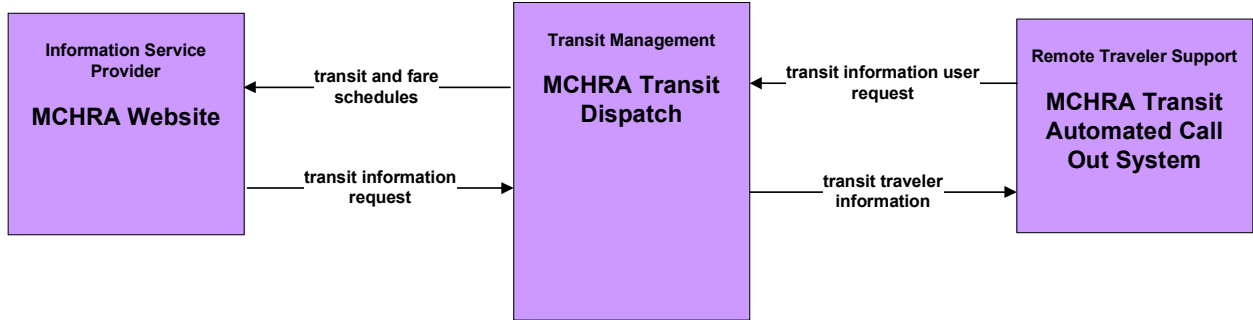 Information Service
Provider
MCHRA Website
transit and fare
schedules
transit information
request
Transit Management
MCHRA Transit
Dispatch
transit information user
request
transit traveler
information
Remote Traveler Support
MCHRA Transit
Automated Call
Out System